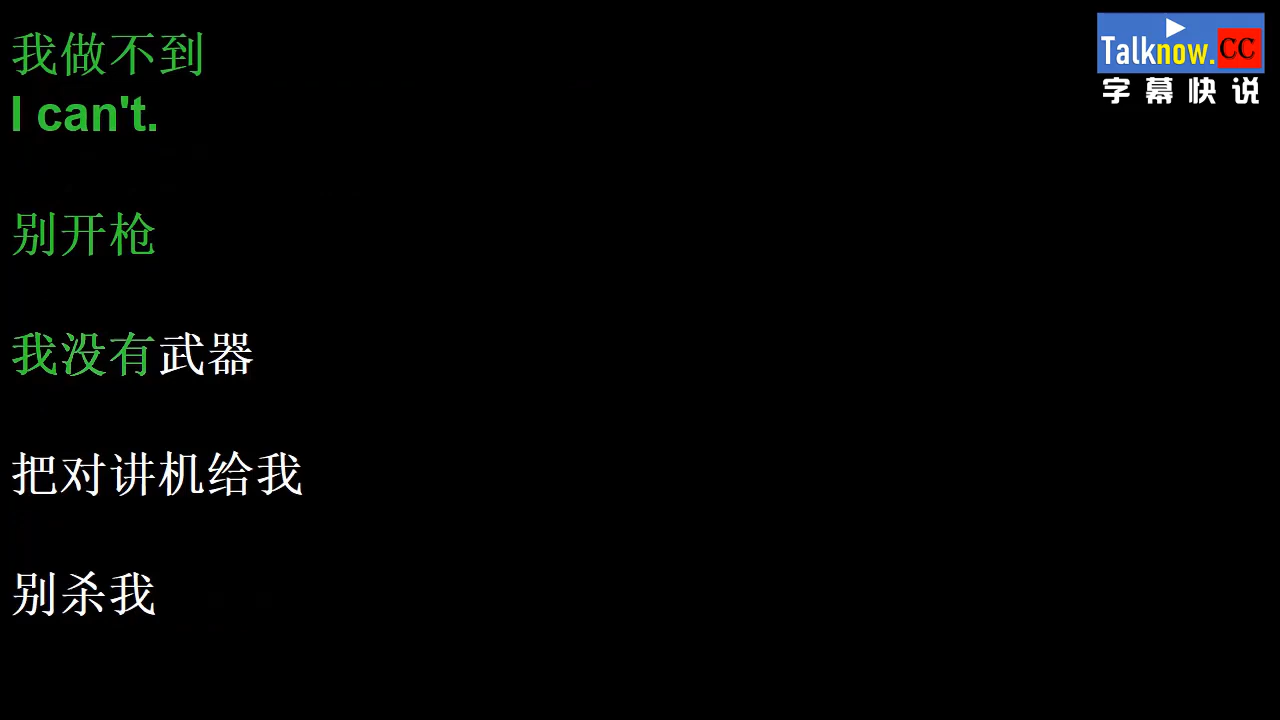 我做不到
I can't.
别开枪
我没有武器
把对讲机给我
别杀我
Talknow.CC
字幕快说